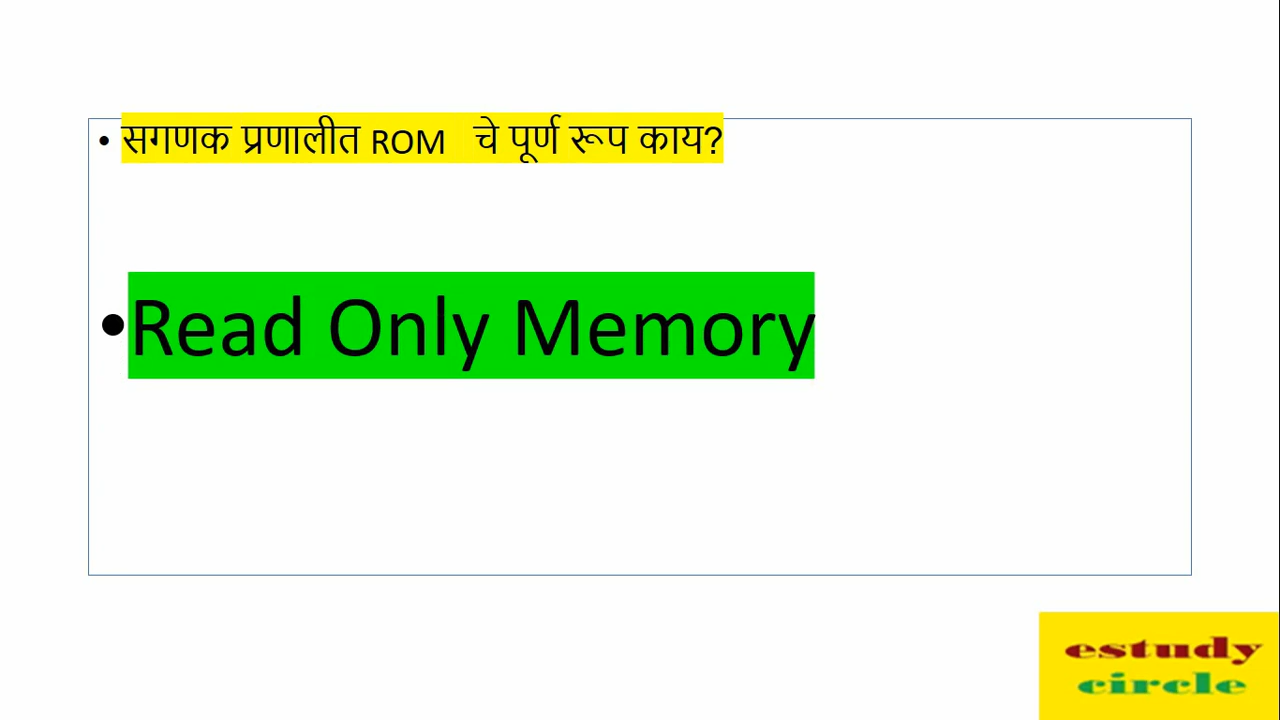 • सगणक प्रणालीत ROM चे पूर्ण रूप काय?
• Read Only Memory
estudy
circle